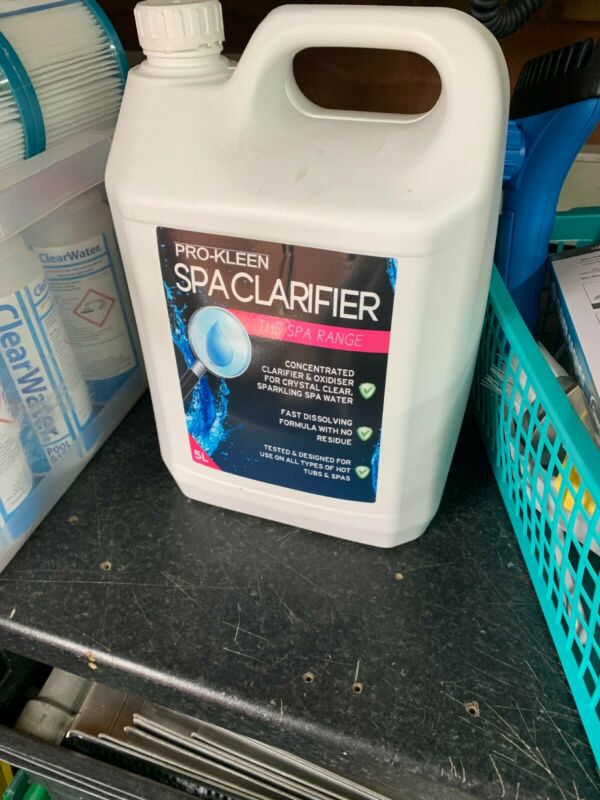 PRO-KLEEN
SPA CLARIFIER
THE SPA RANGE
CONCENTRATED
CLARIFIER & OXIDISER
FOR CRYSTAL CLEAR,
SPARKLING SPA WATER
FAST DISSOLVING
FORMULA WITH NO
RESIDUE
TESTED & DESIGNED FOR
USE ON ALL TYPES OF HOT
TUBS & SPAS
5L
ClearWater
ClearWater
POOL